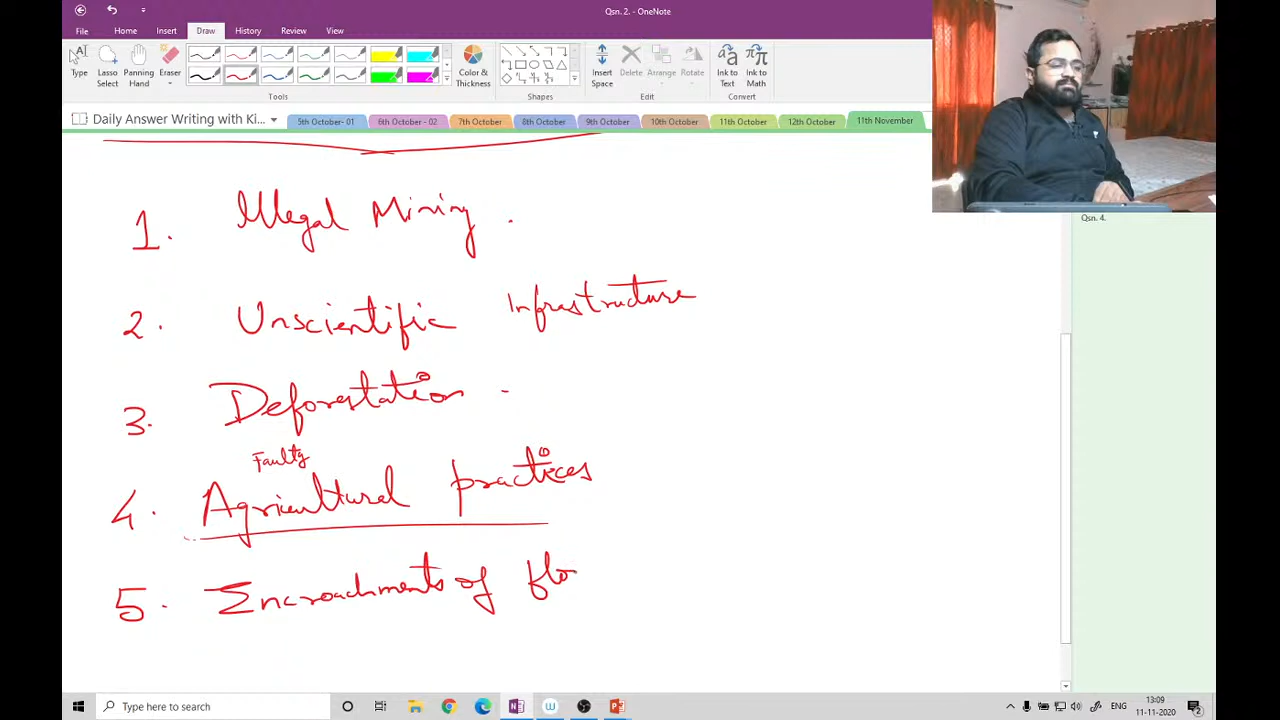 Qsn. 2. - OneNote
File Home Insert Draw History Review View
Type Lasso Select Panning Hand Eraser Color & Thickness Insert Space Delete Arrange Rotate Ink to Text Ink to Math
Tools Shapes Edit Convert
Daily Answer Writing with Ki... 5th October- 01 6th October - 02 7th October 8th October 9th October 10th October 11th October 12th October 11th November
Qsn. 4.
1. Illegal Mining.
2. Unscientific Infrastructure
3. Deforestation
Faulty
4. Agricultural practices
5. Encroachments of flo
Type here to search
ENG 13:09
11-11-2020
2